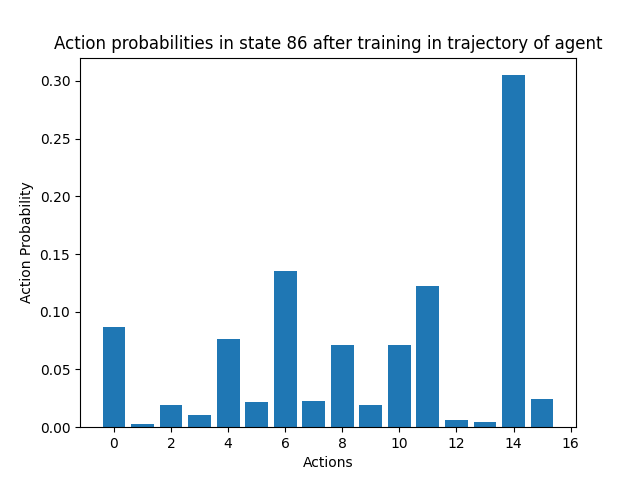 Action probabilities in state 86 after training in trajectory of agent
0.30
0.25
0.20
0.15
0.10
0.05
0.00
Action Probability
0 2 4 6 8 10 12 14 16
Actions